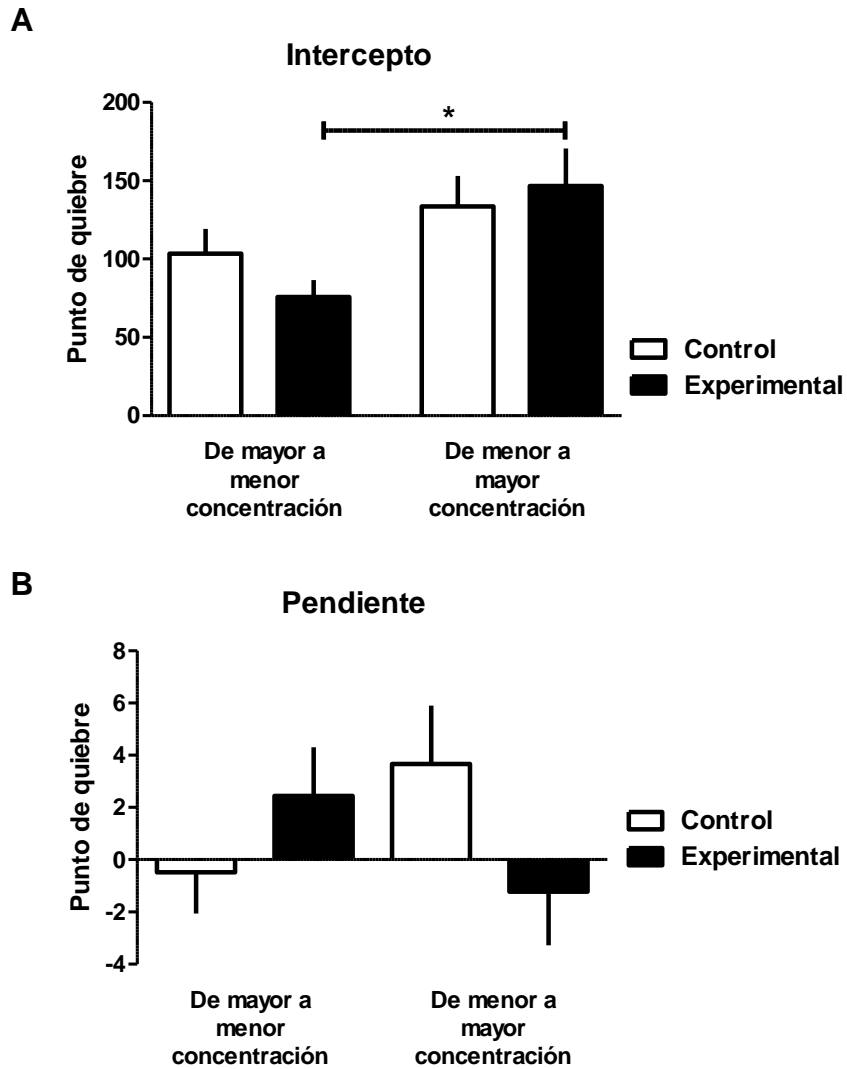 A
Intercepto
200
*
150
100
50
0
Punto de quiebre
Control
Experimental
De mayor a
menor
concentración
De menor a
mayor
concentración
B
Pendiente
8
6
4
2
0
-2
-4
Punto de quiebre
Control
Experimental
De mayor a
menor
concentración
De menor a
mayor
concentración